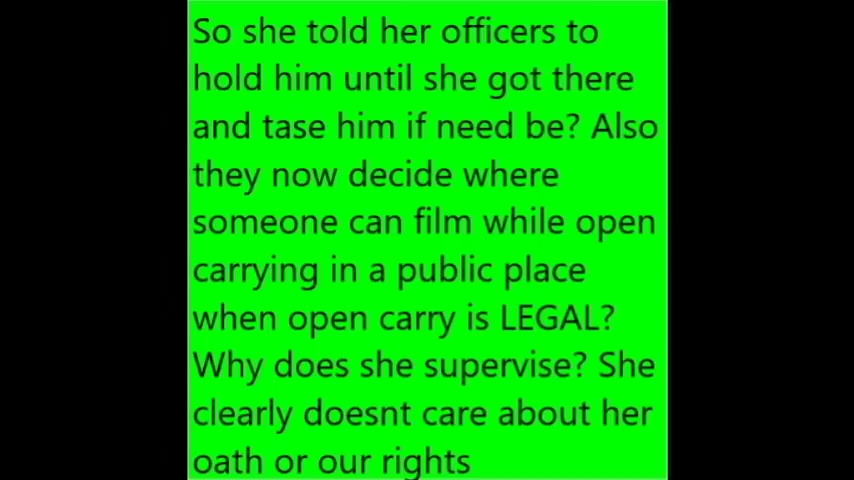 So she told her officers to
hold him until she got there
and tase him if need be? Also
they now decide where
someone can film while open
carrying in a public place
when open carry is LEGAL?
Why does she supervise? She
clearly doesnt care about her
oath or our rights